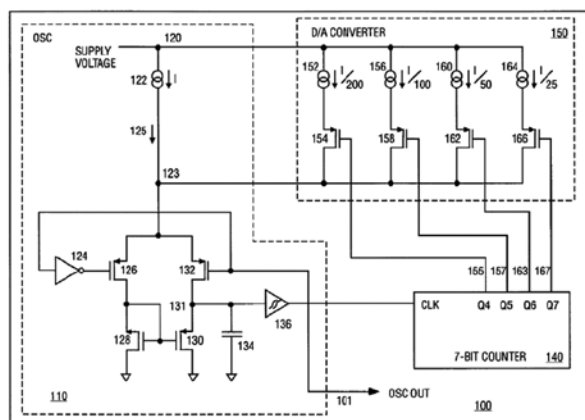 OSC
120
D/A CONVERTER
150
SUPPLY
VOLTAGE
122
I
152
I/200
156
I/100
160
I/50
164
I/25
125
154
158
162
166
123
124
126
132
155
157
163
167
131
CLK
Q4
Q5
Q6
Q7
136
128
130
134
7-BIT COUNTER
140
110
101
OSC OUT
100